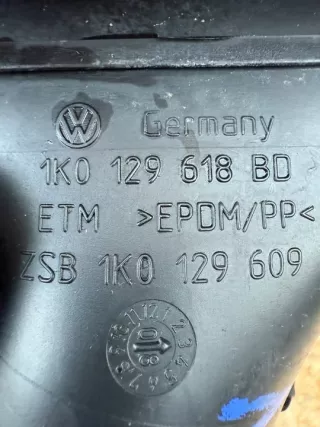 Germany
1K0 129 618 BD
ETM >EPDM/PP<
ZSB 1K0 129 609